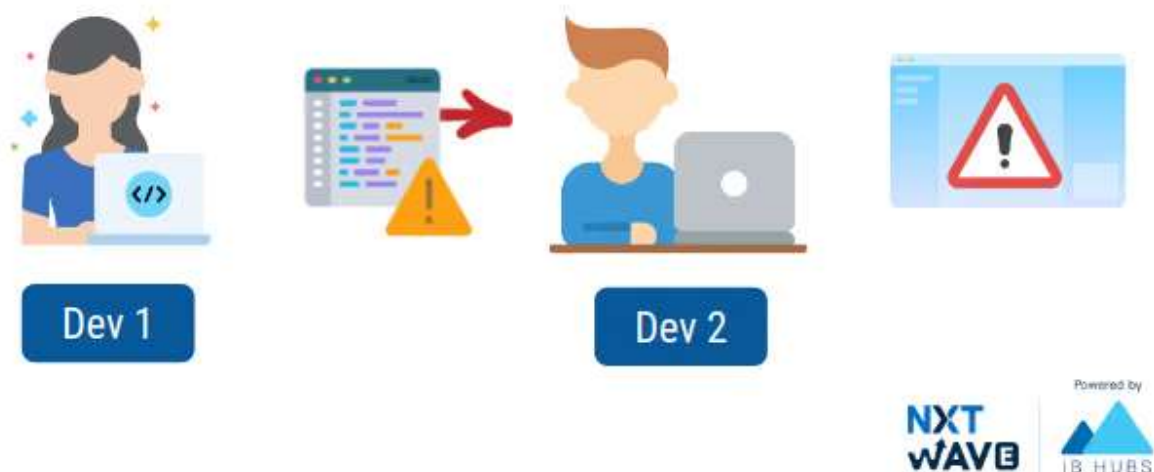 </>
Dev 1
Dev 2
Powered by
NXT
WAVE
iB HUBS